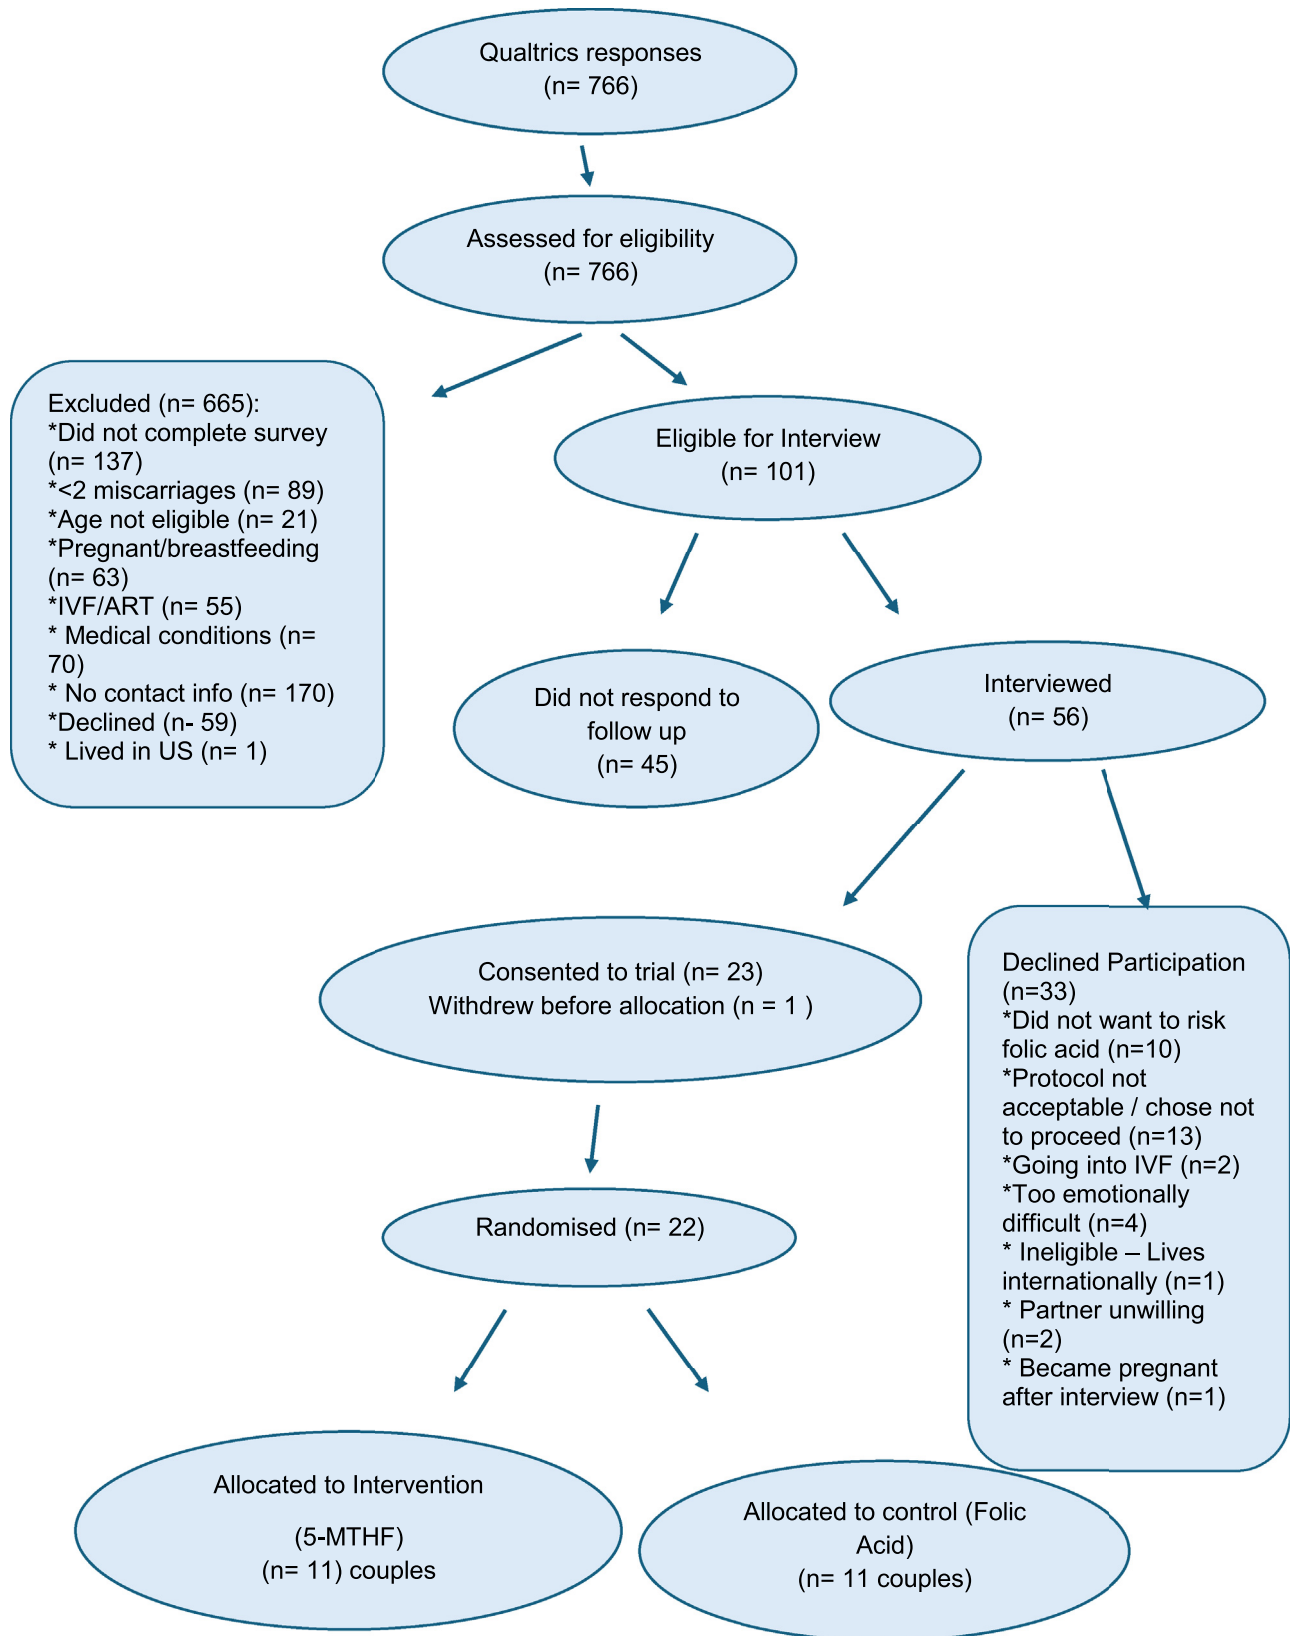 Qualtrics responses
(n= 766)
Assessed for eligibility
(n= 766)
Excluded (n= 665):
*Did not complete survey
(n= 137)
*<2 miscarriages (n= 89)
*Age not eligible (n= 21)
*Pregnant/breastfeeding
(n= 63)
*IVF/ART (n= 55)
* Medical conditions (n=
70)
* No contact info (n= 170)
*Declined (n- 59)
* Lived in US (n= 1)
Eligible for Interview
(n= 101)
Did not respond to
follow up
(n= 45)
Interviewed
(n= 56)
Consented to trial (n= 23)
Withdrew before allocation (n = 1 )
Declined Participation
(n=33)
*Did not want to risk
folic acid (n=10)
*Protocol not
acceptable / chose not
to proceed (n=13)
*Going into IVF (n=2)
*Too emotionally
difficult (n=4)
* Ineligible – Lives
internationally (n=1)
* Partner unwilling
(n=2)
* Became pregnant
after interview (n=1)
Randomised (n= 22)
Allocated to Intervention
(5-MTHF)
(n= 11) couples
Allocated to control (Folic
Acid)
(n= 11 couples)